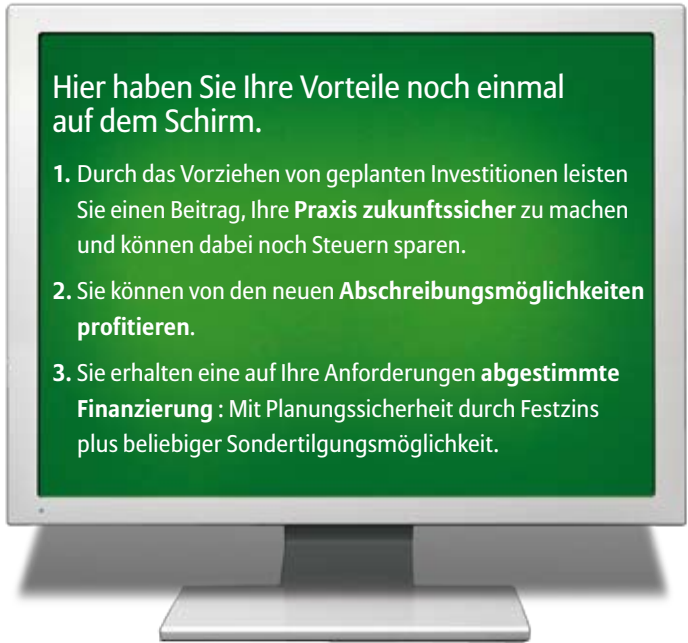 Hier haben Sie Ihre Vorteile noch einmal
auf dem Schirm.
1. Durch das Vorziehen von geplanten Investitionen leisten
Sie einen Beitrag, Ihre Praxis zukunftssicher zu machen
und können dabei noch Steuern sparen.
2. Sie können von den neuen Abschreibungsmöglichkeiten
profitieren.
3. Sie erhalten eine auf Ihre Anforderungen abgestimmte
Finanzierung : Mit Planungssicherheit durch Festzins
plus beliebiger Sondertilgungsmöglichkeit.